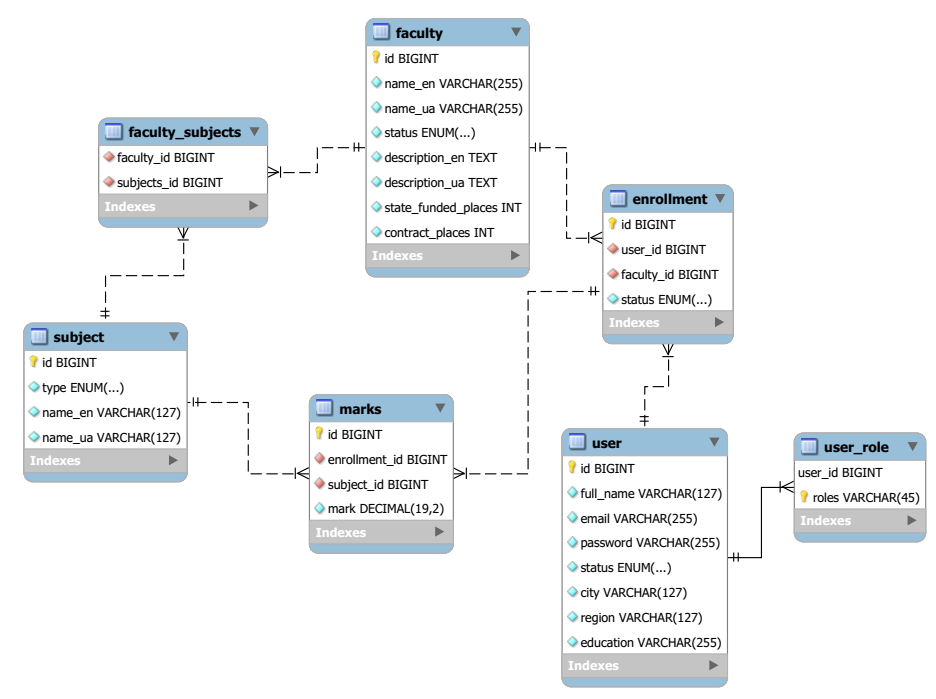 faculty
id BIGINT
name_en VARCHAR(255)
name_ua VARCHAR(255)
status ENUM(...)
description_en TEXT
description_ua TEXT
state_funded_places INT
contract_places INT
Indexes
faculty_subjects
faculty_id BIGINT
subjects_id BIGINT
Indexes
enrollment
id BIGINT
user_id BIGINT
faculty_id BIGINT
status ENUM(...)
Indexes
subject
id BIGINT
type ENUM(...)
name_en VARCHAR(127)
name_ua VARCHAR(127)
Indexes
marks
id BIGINT
enrollment_id BIGINT
subject_id BIGINT
mark DECIMAL(19,2)
Indexes
user
id BIGINT
full_name VARCHAR(127)
email VARCHAR(255)
password VARCHAR(255)
status ENUM(...)
city VARCHAR(127)
region VARCHAR(127)
education VARCHAR(255)
Indexes
user_role
user_id BIGINT
roles VARCHAR(45)
Indexes